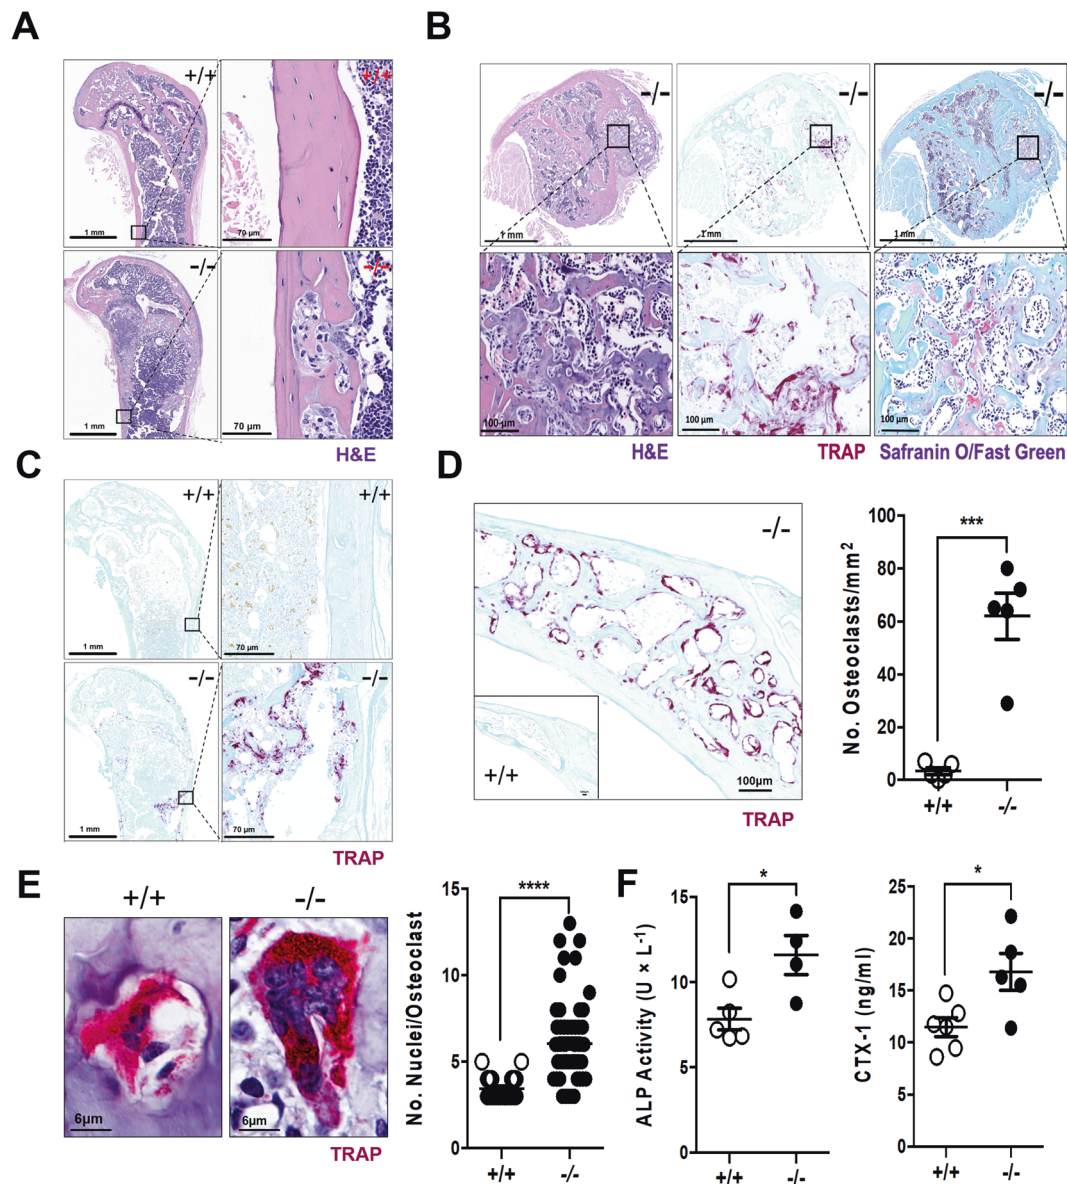 A
+/+
+/+
1 mm
70 µm
-/-
-/-
1 mm
70 µm
H&E
B
-/-
-/-
-/-
1 mm
1 mm
1 mm
100 µm
100 µm
100 µm
H&E
TRAP
Safranin O/Fast Green
C
+/+
+/+
1 mm
70 µm
-/-
-/-
1 mm
70 µm
TRAP
D
-/-
+/+
100µm
TRAP
No. Osteoclasts/mm²
100
80
60
40
20
0
***
+/+
-/-
E
+/+
-/-
6µm
6µm
TRAP
No. Nuclei/Osteoclast
15
10
5
0
****
+/+
-/-
F
ALP Activity (U × L⁻¹)
15
10
5
0
*
+/+
-/-
CTX-1 (ng/ml)
25
20
15
10
5
0
*
+/+
-/-